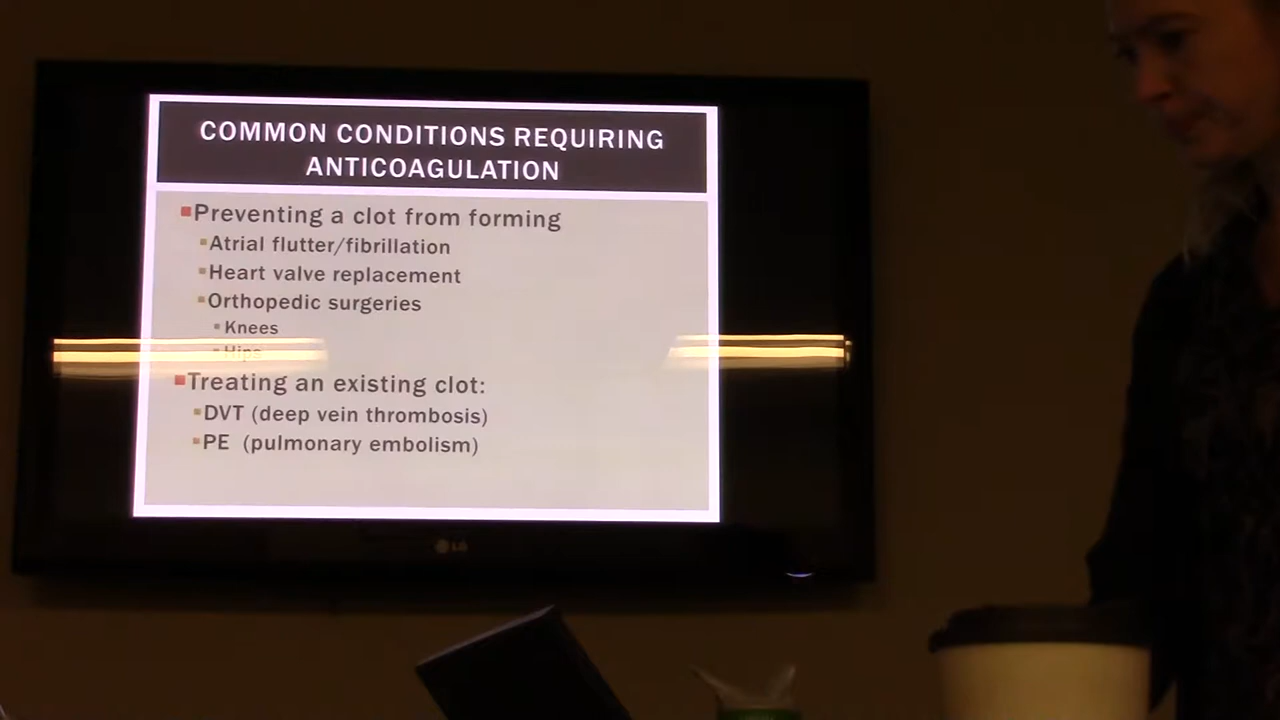 COMMON CONDITIONS REQUIRING
ANTICOAGULATION
Preventing a clot from forming
Atrial flutter/fibrillation
Heart valve replacement
Orthopedic surgeries
Knees
Hips
Treating an existing clot:
DVT (deep vein thrombosis)
PE (pulmonary embolism)
LG